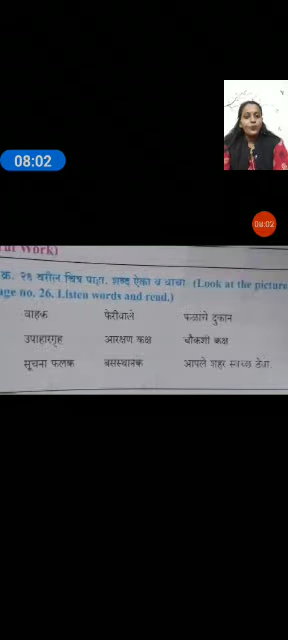 08:02
08:02
ral Work)
क्र. २६ वरील चित्र पाहा. शब्द ऐका व वाचा. (Look at the picture
age no. 26. Listen words and read.)
वाहक फेरीवाले फळांचे दुकान
उपाहारगृह आरक्षण कक्ष चौकशी कक्ष
सूचना फलक बसस्थानक आपले शहर स्वच्छ ठेवा.